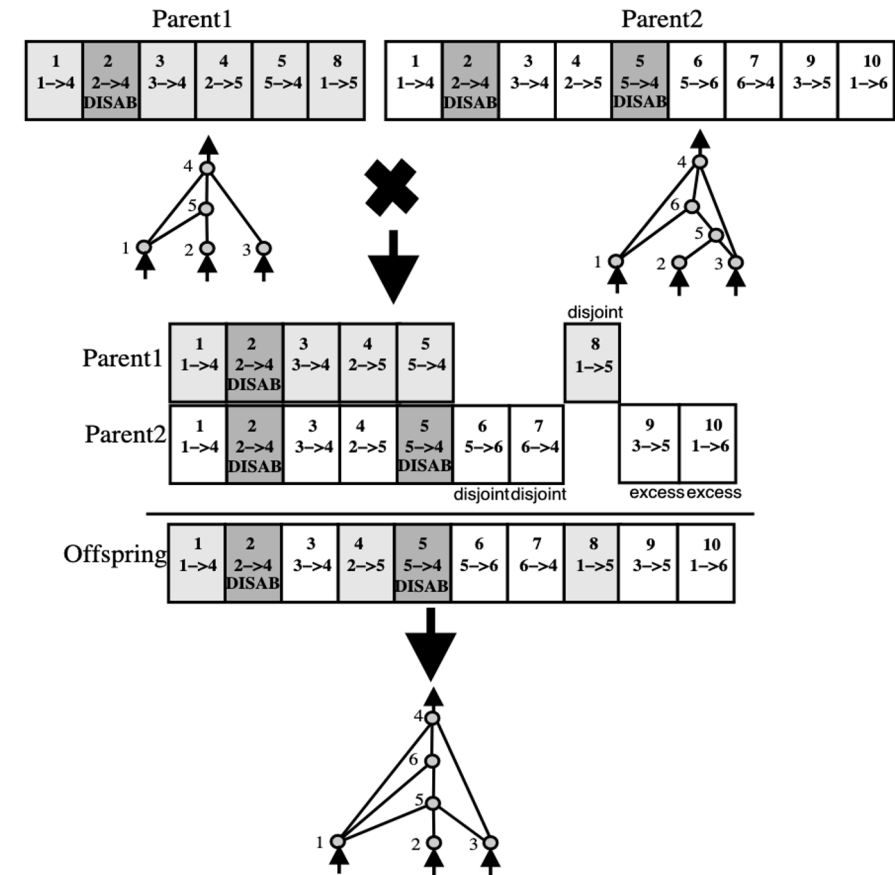 Parent1 Parent2
1 2 3 4 5 8 1 2 3 4 5 6 7 9 10
1–>4 2–>4 3–>4 2–>5 5–>4 1–>5 1–>4 2–>4 3–>4 2–>5 5–>4 5–>6 6–>4 3–>5 1–>6
DISAB DISAB DISAB
4 4
5 6
5
1 2 3 1 2 3
disjoint
Parent1 1 2 3 4 5 8
1–>4 2–>4 3–>4 2–>5 5–>4 1–>5
DISAB
Parent2 1 2 3 4 5 6 7 9 10
1–>4 2–>4 3–>4 2–>5 5–>4 5–>6 6–>4 3–>5 1–>6
DISAB DISAB
disjoint disjoint excess excess
Offspring 1 2 3 4 5 6 7 8 9 10
1–>4 2–>4 3–>4 2–>5 5–>4 5–>6 6–>4 1–>5 3–>5 1–>6
DISAB DISAB
4
6
5
1 2 3